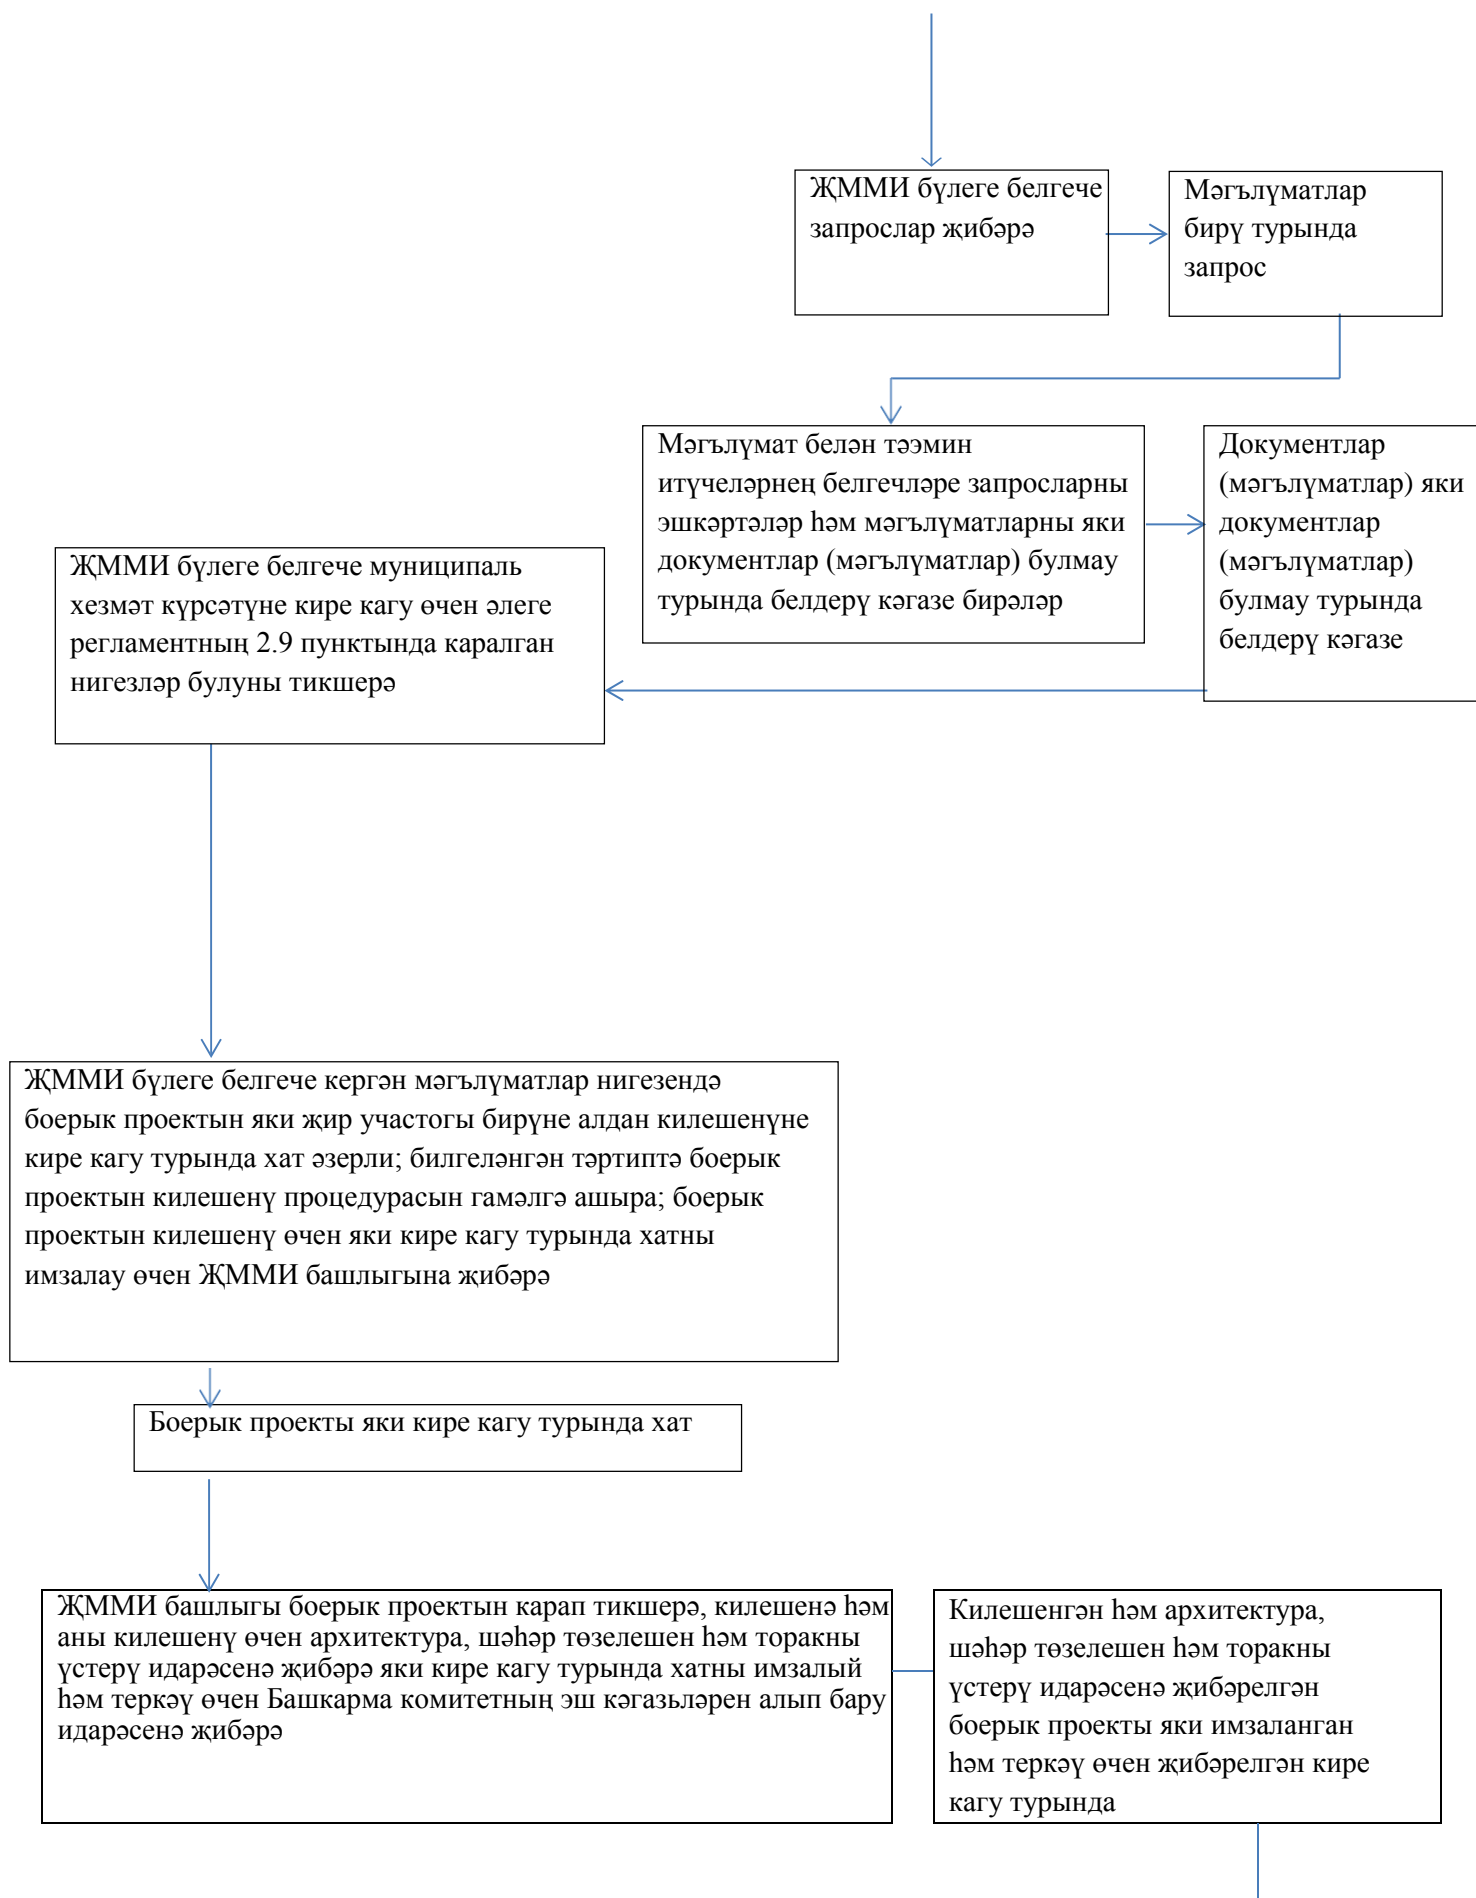 ҖММИ бүлеге белгече
запрослар җибәрә
Мәгълүматлар
бирү турында
запрос
Мәгълүмат белән тәэмин
итүчеләрнең белгечләре запросларны
эшкәртәләр һәм мәгълүматларны яки
документлар (мәгълүматлар) булмау
турында белдерү кәгазе бирәләр
Документлар
(мәгълүматлар) яки
документлар
(мәгълүматлар)
булмау турында
белдерү кәгазе
ҖММИ бүлеге белгече муниципаль
хезмәт күрсәтүне кире кагу өчен әлеге
регламентның 2.9 пунктында каралган
нигезләр булуны тикшерә
ҖММИ бүлеге белгече кергән мәгълүматлар нигезендә
боерык проектын яки җир участогы бирүне алдан килешенүне
кире кагу турында хат әзерли; билгеләнгән тәртиптә боерык
проектын килешенү процедурасын гамәлгә ашыра; боерык
проектын килешенү өчен яки кире кагу турында хатны
имзалау өчен ҖММИ башлыгына җибәрә
Боерык проекты яки кире кагу турында хат
ҖММИ башлыгы боерык проектын карап тикшерә, килешенә һәм
аны килешенү өчен архитектура, шәһәр төзелешен һәм торакны
үстерү идарәсенә җибәрә яки кире кагу турында хатны имзалый
һәм теркәү өчен Башкарма комитетның эш кәгазьләрен алып бару
идарәсенә җибәрә
Килешенгән һәм архитектура,
шәһәр төзелешен һәм торакны
үстерү идарәсенә җибәрелгән
боерык проекты яки имзаланган
һәм теркәү өчен җибәрелгән кире
кагу турында